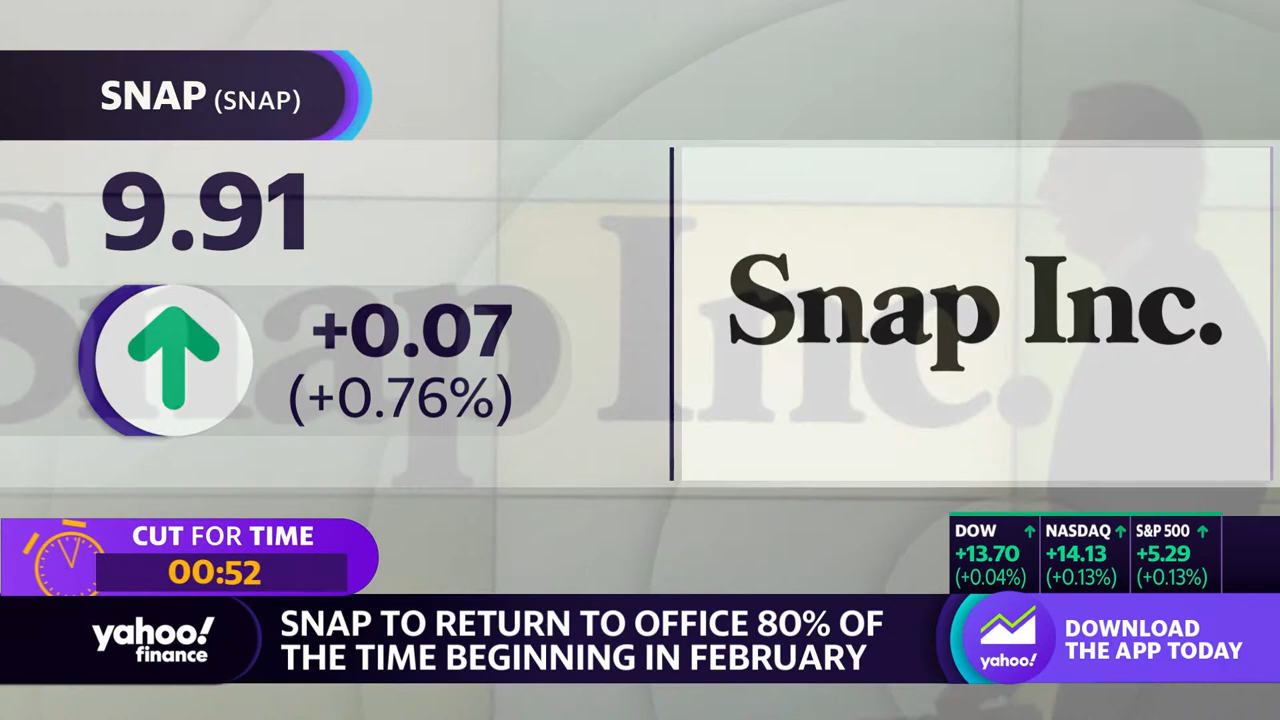 SNAP (SNAP)
9.91
+0.07
(+0.76%)
Snap Inc.
Snap Inc.
CUT FOR TIME
00:52
DOW
+13.70
(+0.04%)
NASDAQ
+14.13
(+0.13%)
S&P 500
+5.29
(+0.13%)
yahoo!
finance
SNAP TO RETURN TO OFFICE 80% OF
THE TIME BEGINNING IN FEBRUARY
yahoo!
DOWNLOAD
THE APP TODAY